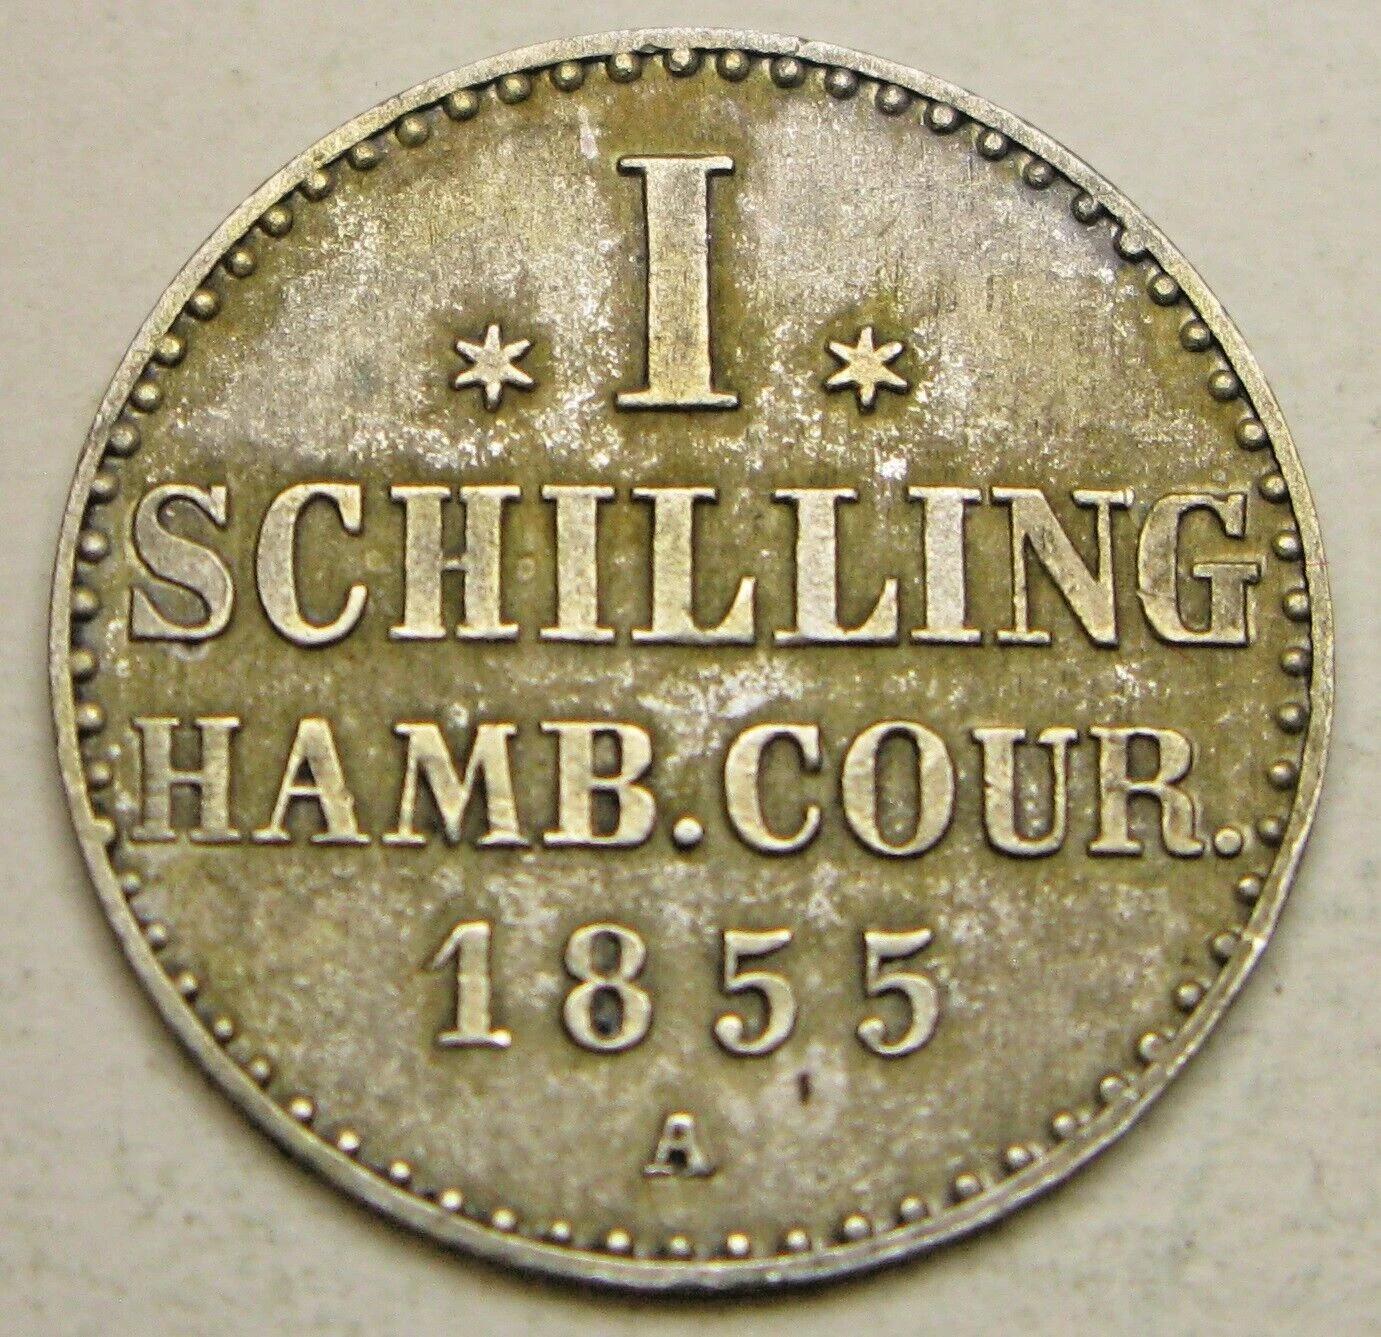 * I *
SCHILLING
HAMB. COUR.
1855
A